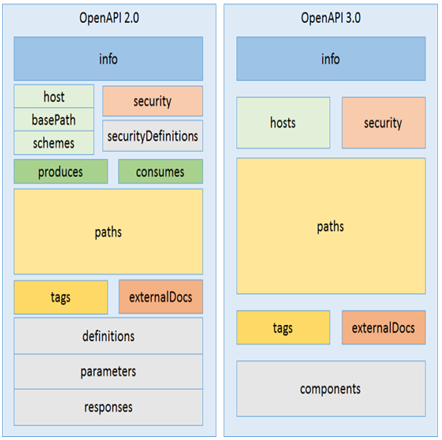 OpenAPI 2.0
info
host
basePath
schemes
security
securityDefinitions
produces
consumes
paths
tags
externalDocs
definitions
parameters
responses
OpenAPI 3.0
info
hosts
security
paths
tags
externalDocs
components